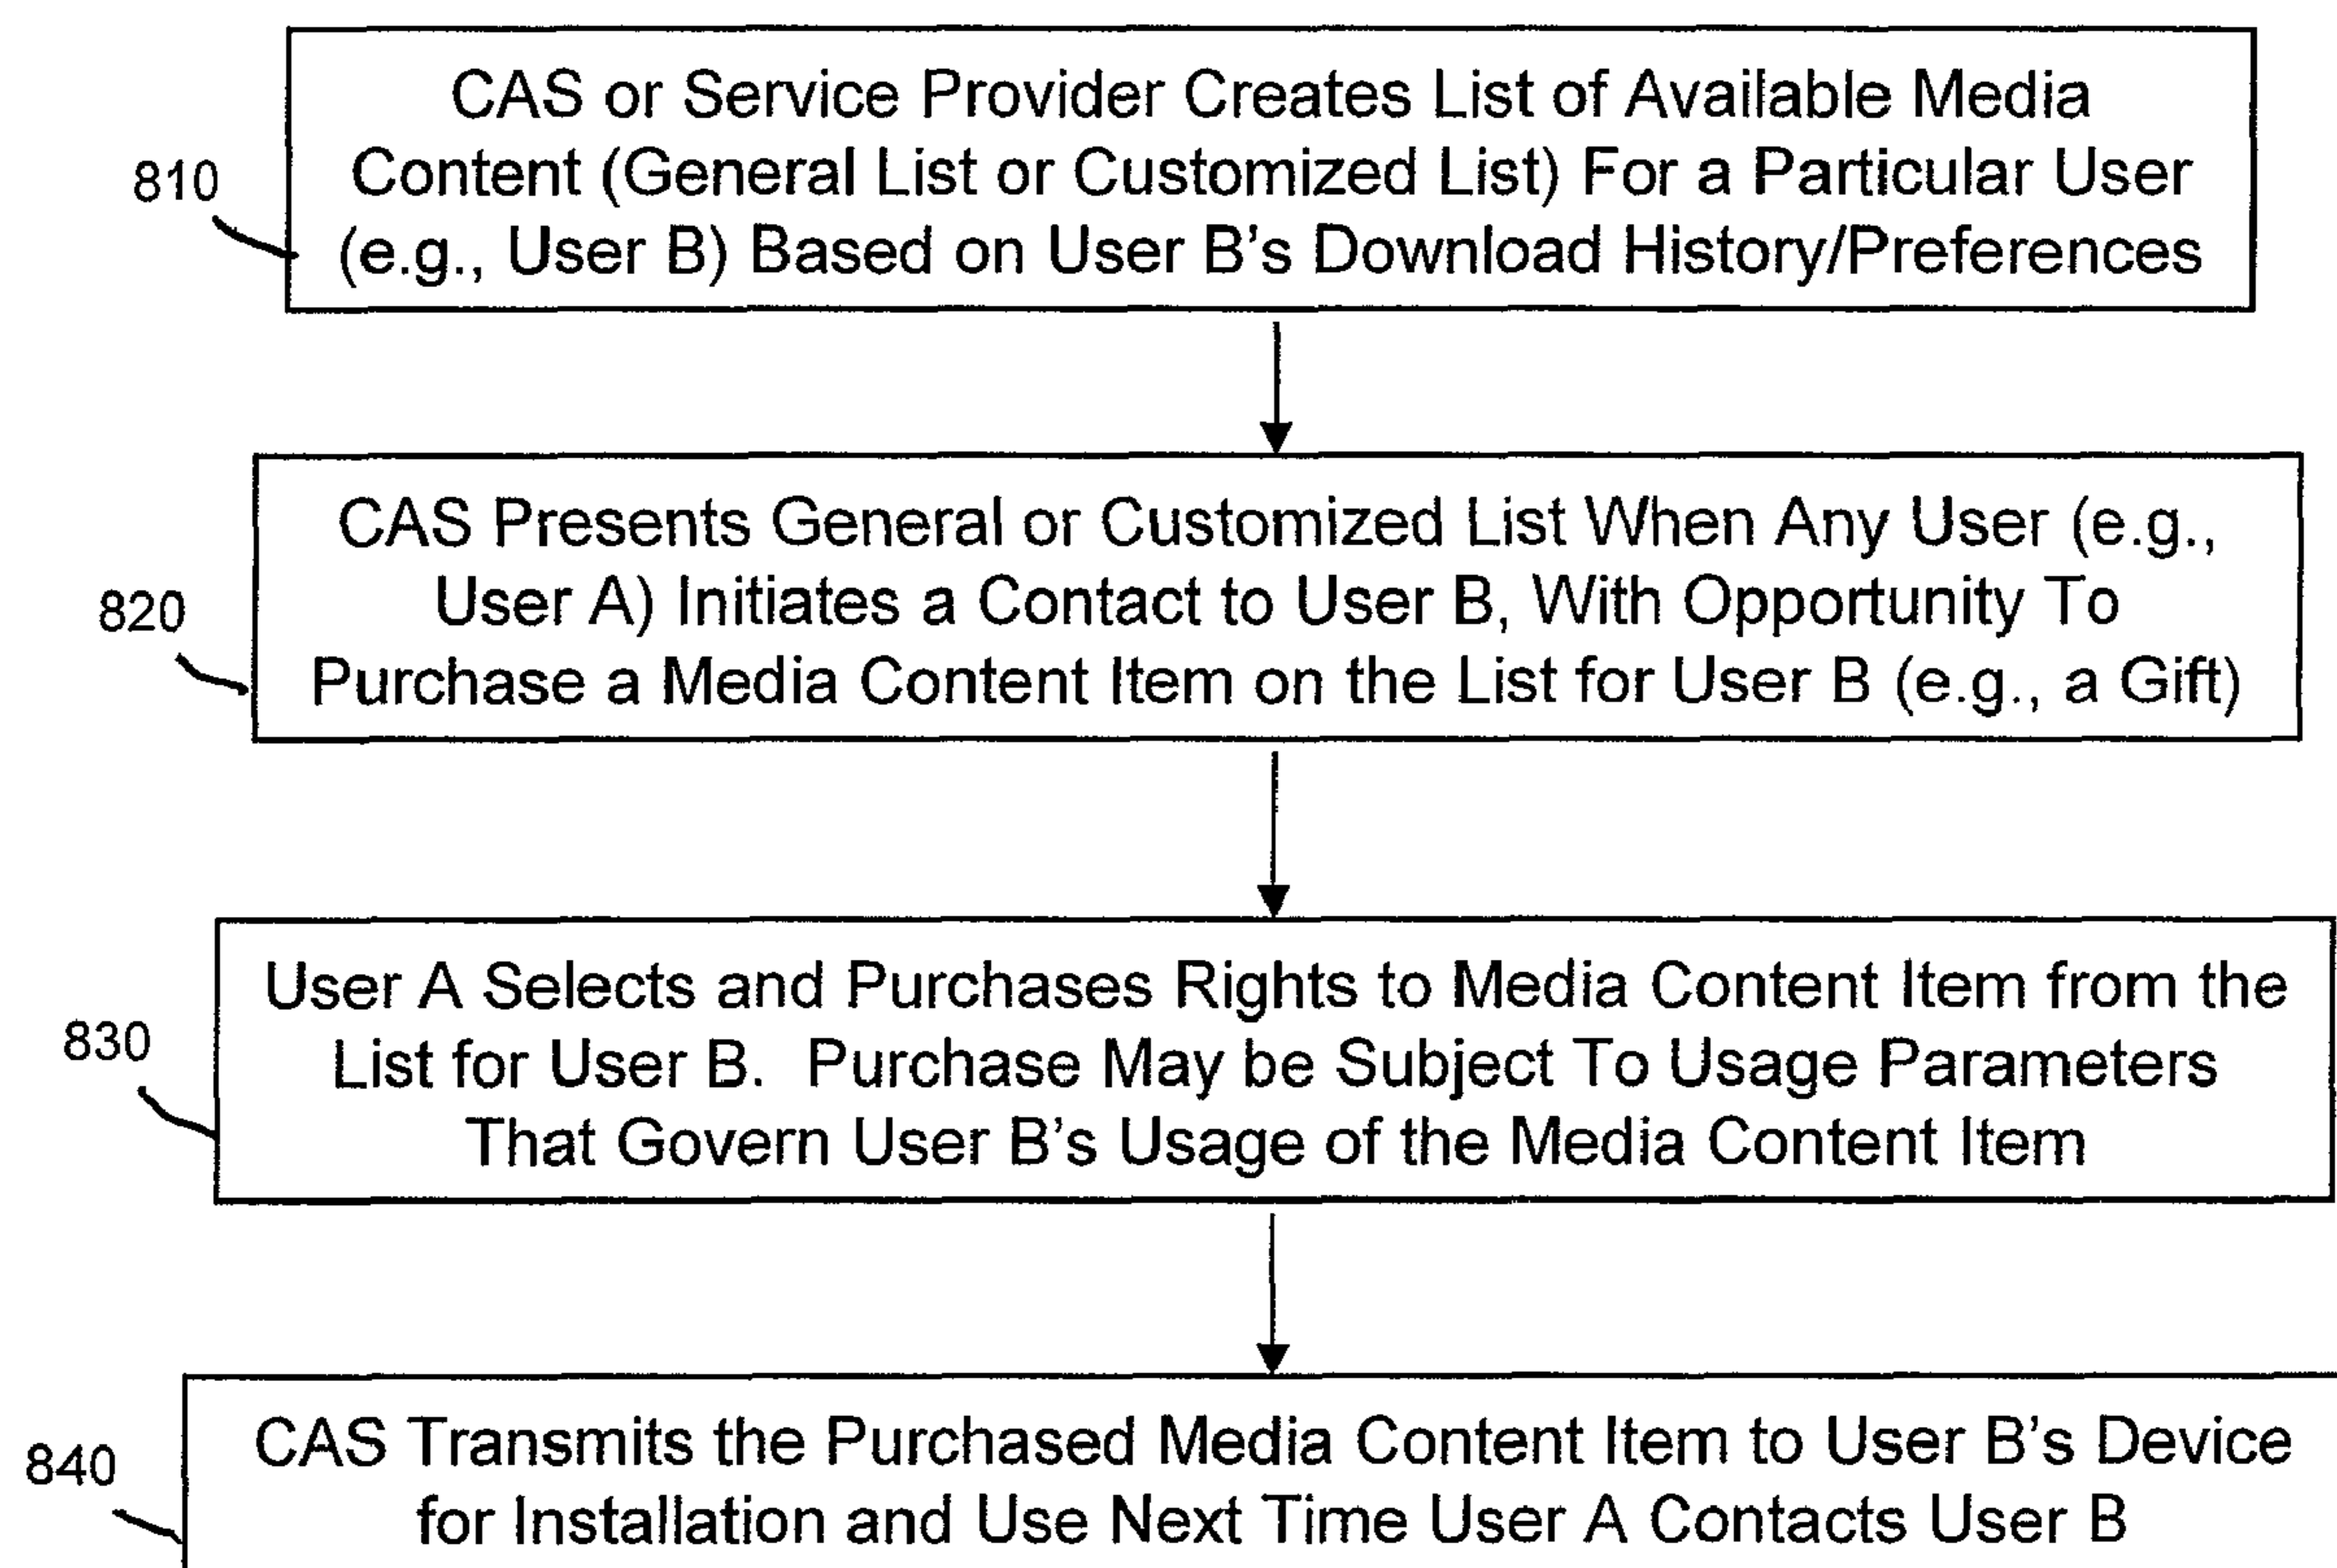 CAS or Service Provider Creates List of Available Media
Content (General List or Customized List) For a Particular User
(e.g., User B) Based on User B's Download History/Preferences
810
CAS Presents General or Customized List When Any User (e.g.,
User A) Initiates a Contact to User B, With Opportunity To
Purchase a Media Content Item on the List for User B (e.g., a Gift)
820
User A Selects and Purchases Rights to Media Content Item from the
List for User B. Purchase May be Subject To Usage Parameters
That Govern User B's Usage of the Media Content Item
830
CAS Transmits the Purchased Media Content Item to User B's Device
for Installation and Use Next Time User A Contacts User B
840